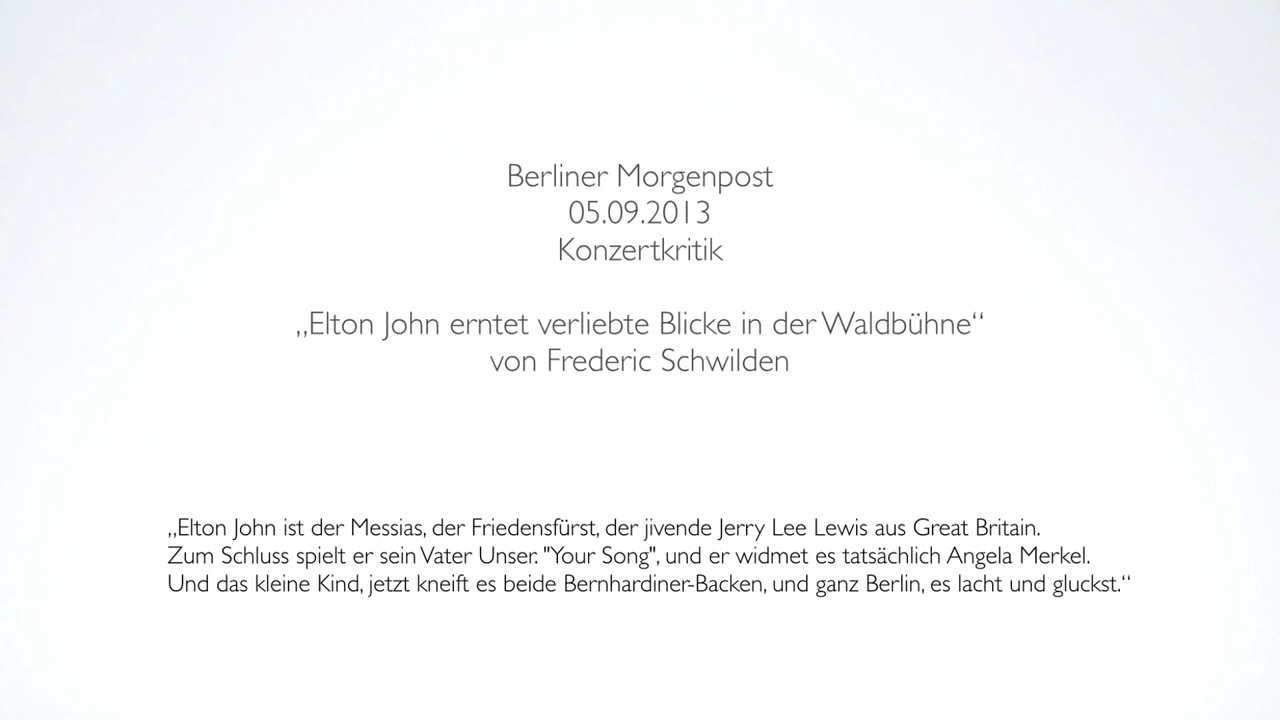 Berliner Morgenpost
05.09.2013
Konzertkritik
„Elton John erntet verliebte Blicke in der Waldbühne“
von Frederic Schwilden
„Elton John ist der Messias, der Friedensfürst, der jivende Jerry Lee Lewis aus Great Britain.
Zum Schluss spielt er sein Vater Unser. "Your Song", und er widmet es tatsächlich Angela Merkel.
Und das kleine Kind, jetzt kneift es beide Bernhardiner-Backen, und ganz Berlin, es lacht und gluckst.“